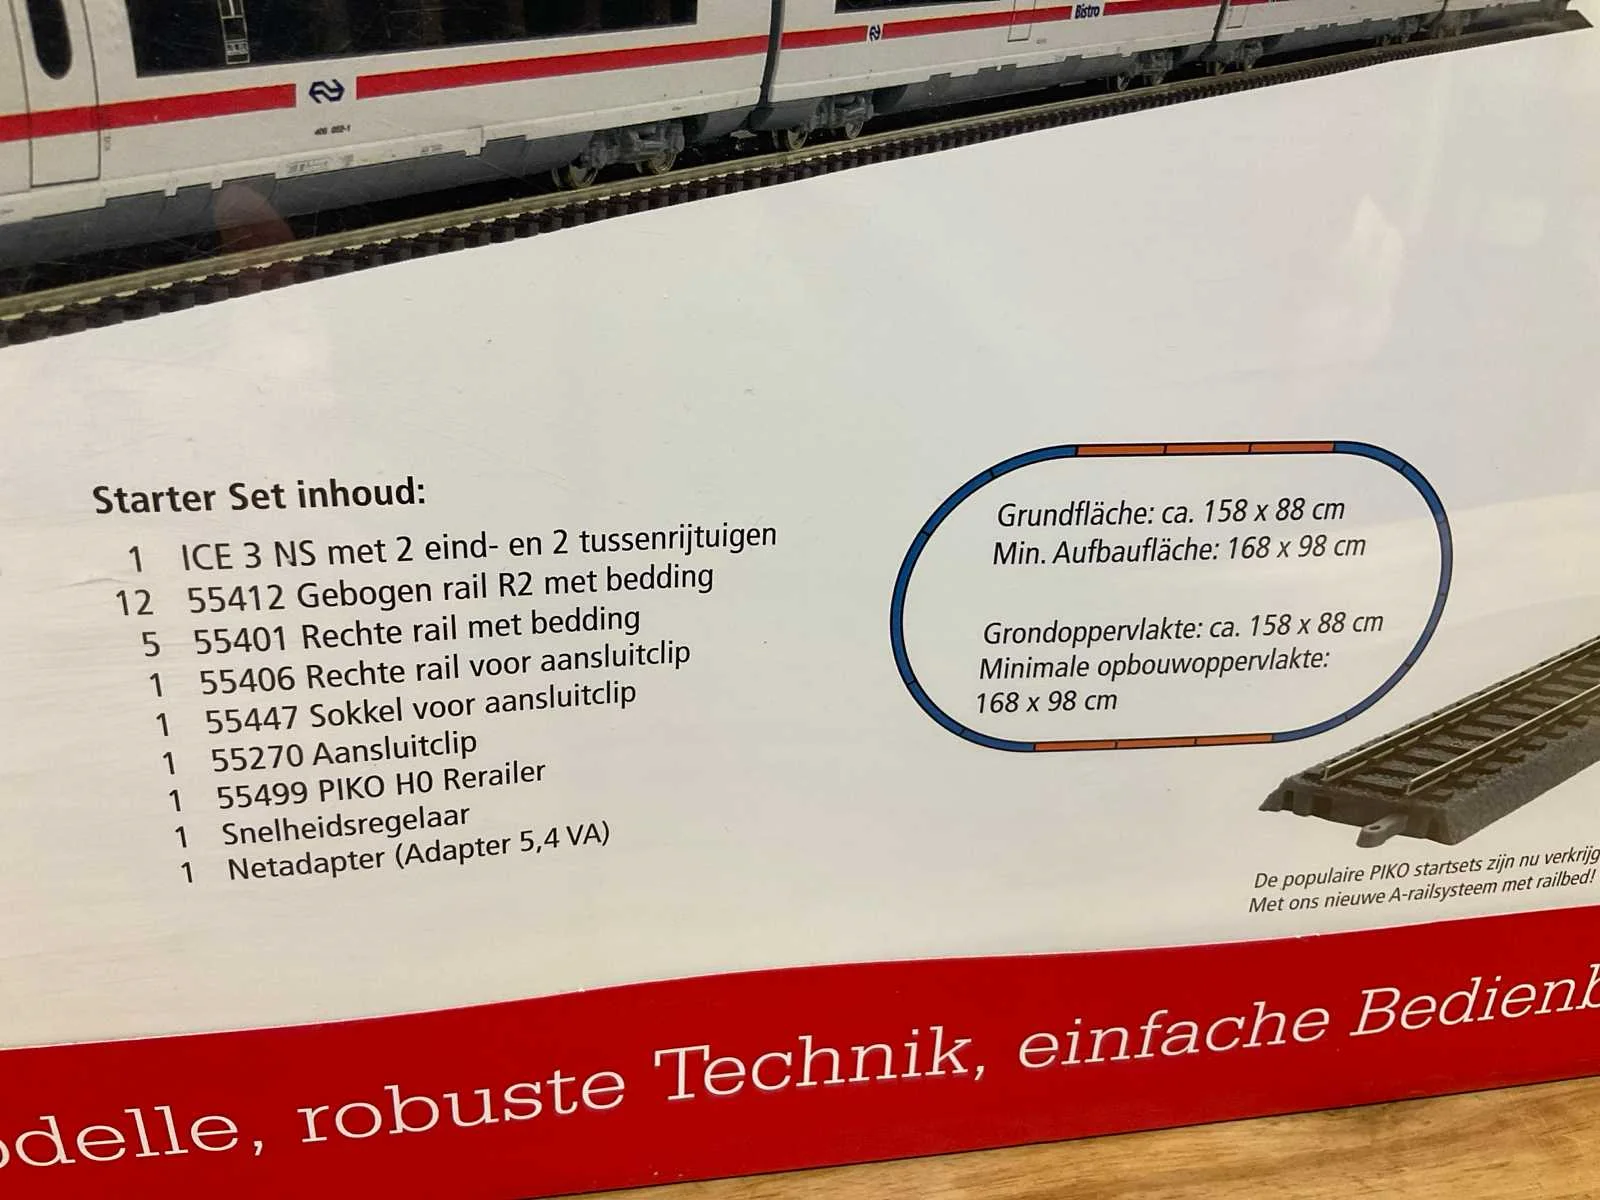 Bistro
406 052-1
Starter Set inhoud:
1 ICE 3 NS met 2 eind- en 2 tussenrijtuigen
12 55412 Gebogen rail R2 met bedding
5 55401 Rechte rail met bedding
1 55406 Rechte rail voor aansluitclip
1 55447 Sokkel voor aansluitclip
1 55270 Aansluitclip
1 55499 PIKO H0 Rerailer
1 Snelheidsregelaar
1 Netadapter (Adapter 5,4 VA)
Grundfläche: ca. 158 x 88 cm
Min. Aufbaufläche: 168 x 98 cm
Grondoppervlakte: ca. 158 x 88 cm
Minimale opbouwoppervlakte:
168 x 98 cm
De populaire PIKO startsets zijn nu verkrijg
Met ons nieuwe A-railsysteem met railbed!
odelle, robuste Technik, einfache Bedienb